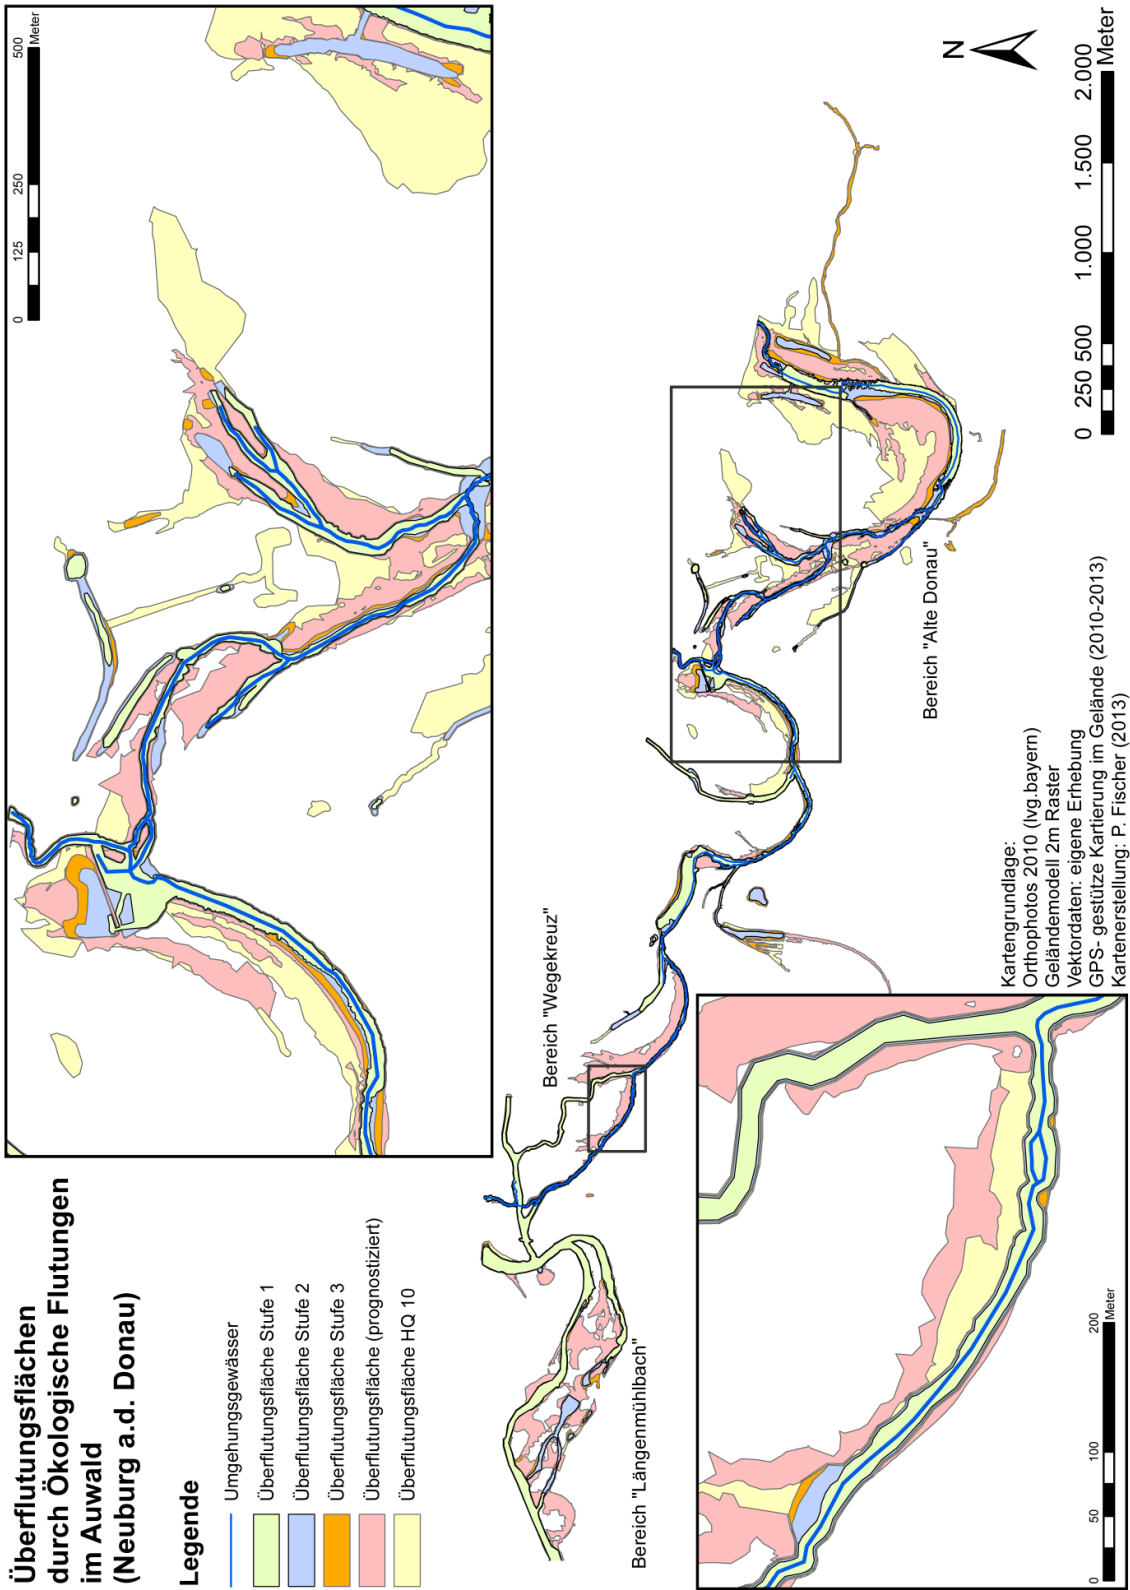 Überflutungsflächen
durch Ökologische Flutungen
im Auwald
(Neuburg a.d. Donau)
Legende
Umgehungsgewässer
Überflutungsfläche Stufe 1
Überflutungsfläche Stufe 2
Überflutungsfläche Stufe 3
Überflutungsfläche (prognostiziert)
Überflutungsfläche HQ 10
0 125 250 500
Meter
N
Bereich "Wegekreuz"
Bereich "Längenmühlbach"
Bereich "Alte Donau"
0 50 100 200
Meter
Kartengrundlage:
Orthophotos 2010 (lvg.bayern)
Geländemodell 2m Raster
Vektordaten: eigene Erhebung
GPS- gestütze Kartierung im Gelände (2010-2013)
Kartenerstellung: P. Fischer (2013)
0 250 500 1.000 1.500 2.000
Meter